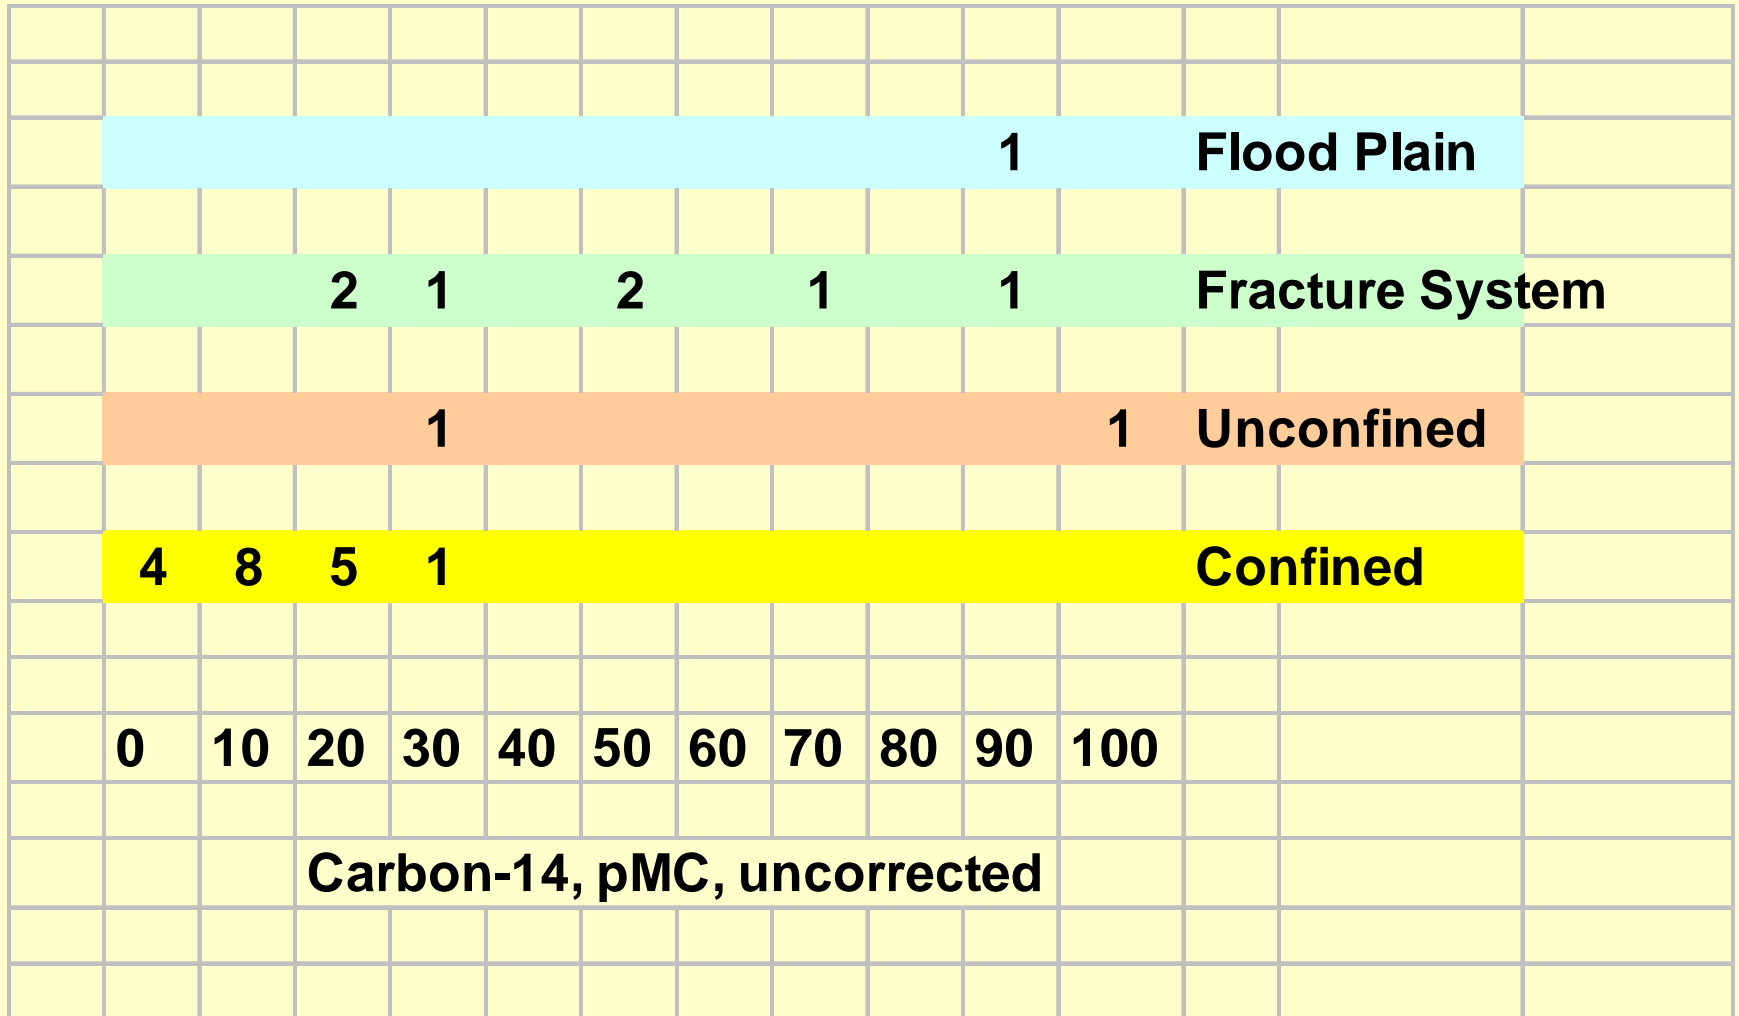 1 Flood Plain
2 1 2 1 1 Fracture System
1 1 Unconfined
4 8 5 1 Confined
0 10 20 30 40 50 60 70 80 90 100
Carbon-14, pMC, uncorrected